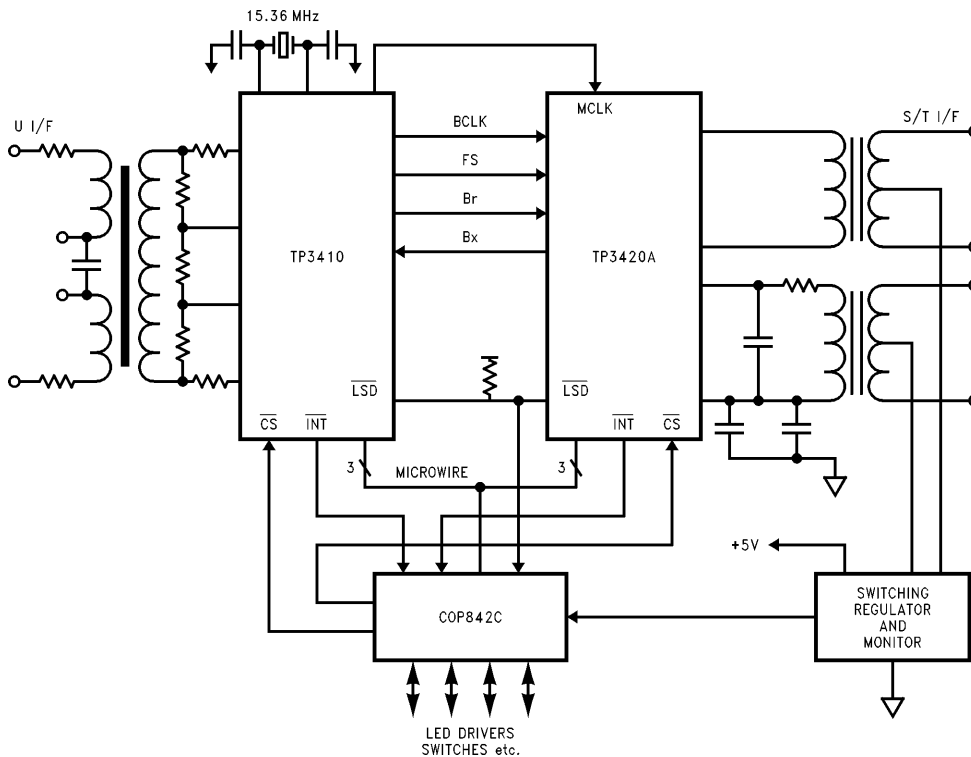 15.36 MHz
U I/F
MCLK
S/T I/F
BCLK
FS
Br
Bx
TP3410
TP3420A
LSD
LSD
CS
INT
INT
CS
3
MICROWIRE
3
+5V
COP842C
SWITCHING
REGULATOR
AND
MONITOR
LED DRIVERS
SWITCHES etc.